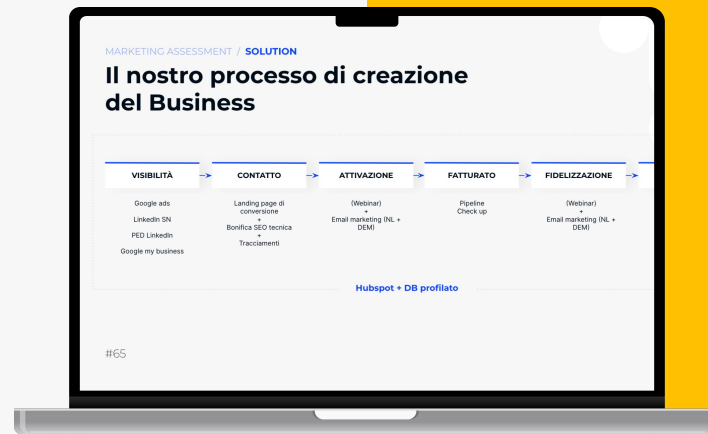 MARKETING ASSESSMENT / SOLUTION
Il nostro processo di creazione
del Business
VISIBILITÀ
Google ads
LinkedIn SN
PED LinkedIn
Google my business
CONTATTO
Landing page di
conversione
+
Bonifica SEO tecnica
+
Tracciamenti
ATTIVAZIONE
(Webinar)
+
Email marketing (NL +
DEM)
FATTURATO
Pipeline
Check up
FIDELIZZAZIONE
(Webinar)
+
Email marketing (NL +
DEM)
Hubspot + DB profilato
#65